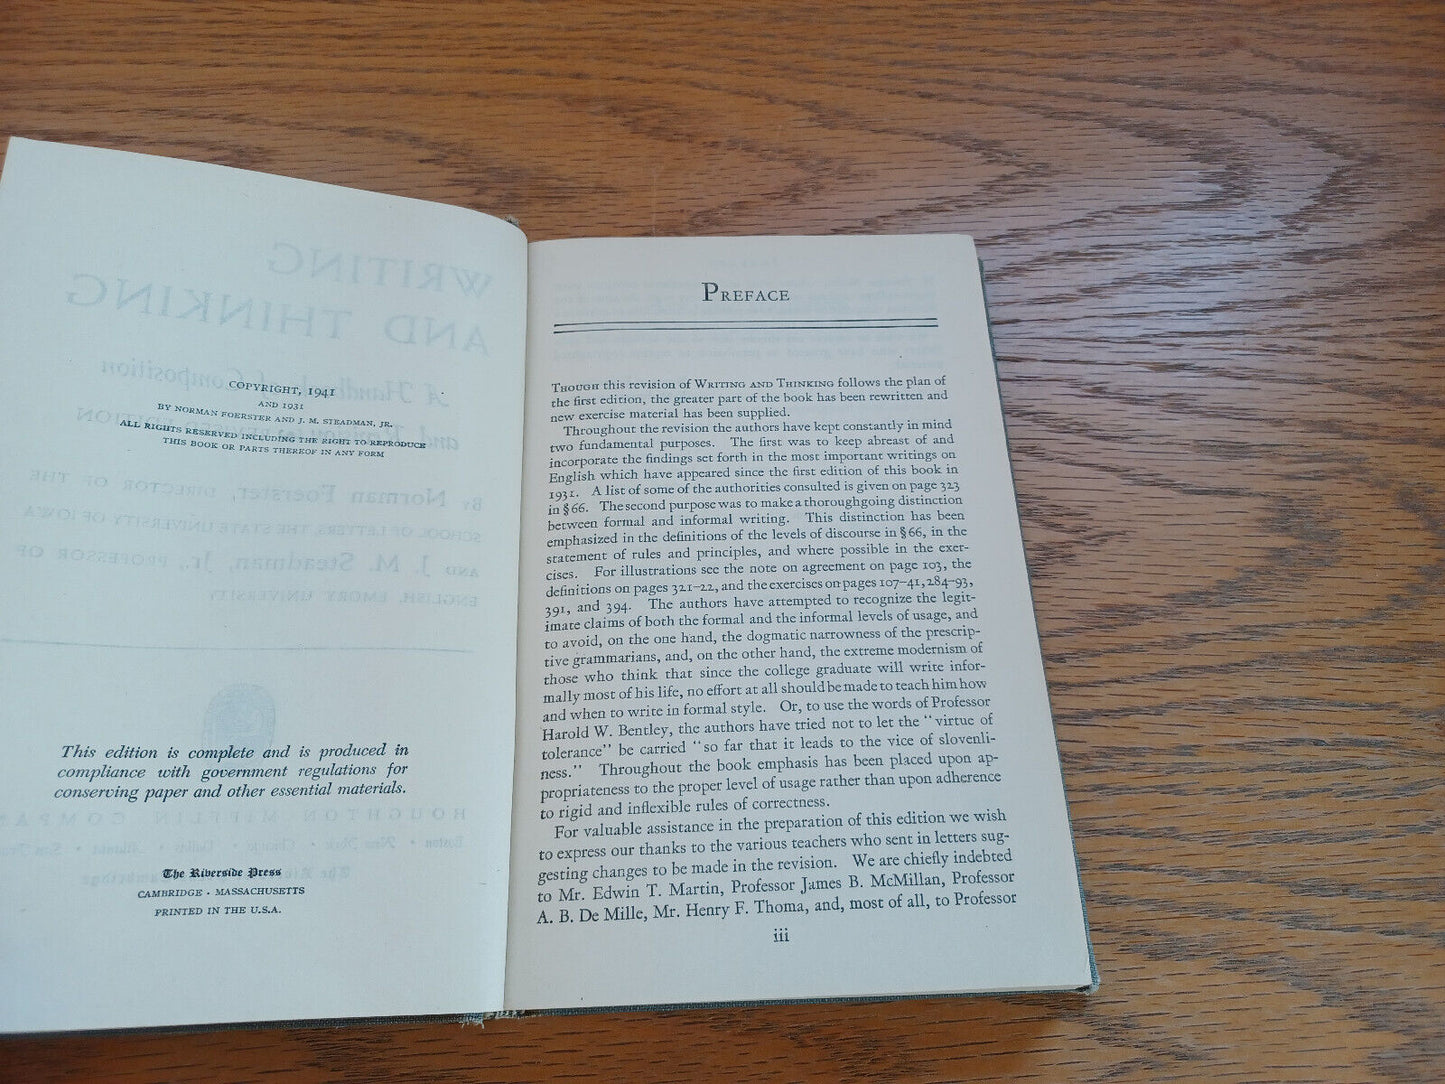 COPYRIGHT, 1941
AND 1931
BY NORMAN FOERSTER AND J. M. STEADMAN, JR.
ALL RIGHTS RESERVED INCLUDING THE RIGHT TO REPRODUCE
THIS BOOK OR PARTS THEREOF IN ANY FORM
This edition is complete and is produced in
compliance with government regulations for
conserving paper and other essential materials.
The Riverside Press
CAMBRIDGE · MASSACHUSETTS
PRINTED IN THE U.S.A.
PREFACE
THOUGH this revision of WRITING AND THINKING follows the plan of
the first edition, the greater part of the book has been rewritten and
new exercise material has been supplied.
Throughout the revision the authors have kept constantly in mind
two fundamental purposes. The first was to keep abreast of and
incorporate the findings set forth in the most important writings on
English which have appeared since the first edition of this book in
1931. A list of some of the authorities consulted is given on page 323
in § 66. The second purpose was to make a thoroughgoing distinction
between formal and informal writing. This distinction has been
emphasized in the definitions of the levels of discourse in § 66, in the
statement of rules and principles, and where possible in the exer-
cises. For illustrations see the note on agreement on page 103, the
definitions on pages 321–22, and the exercises on pages 107–41, 284–93,
391, and 394. The authors have attempted to recognize the legit-
imate claims of both the formal and the informal levels of usage, and
to avoid, on the one hand, the dogmatic narrowness of the prescrip-
tive grammarians, and, on the other hand, the extreme modernism of
those who think that since the college graduate will write infor-
mally most of his life, no effort at all should be made to teach him how
and when to write in formal style. Or, to use the words of Professor
Harold W. Bentley, the authors have tried not to let the "virtue of
tolerance" be carried "so far that it leads to the vice of slovenli-
ness." Throughout the book emphasis has been placed upon ap-
propriateness to the proper level of usage rather than upon adherence
to rigid and inflexible rules of correctness.
For valuable assistance in the preparation of this edition we wish
to express our thanks to the various teachers who sent in letters sug-
gesting changes to be made in the revision. We are chiefly indebted
to Mr. Edwin T. Martin, Professor James B. McMillan, Professor
A. B. De Mille, Mr. Henry F. Thoma, and, most of all, to Professor
iii